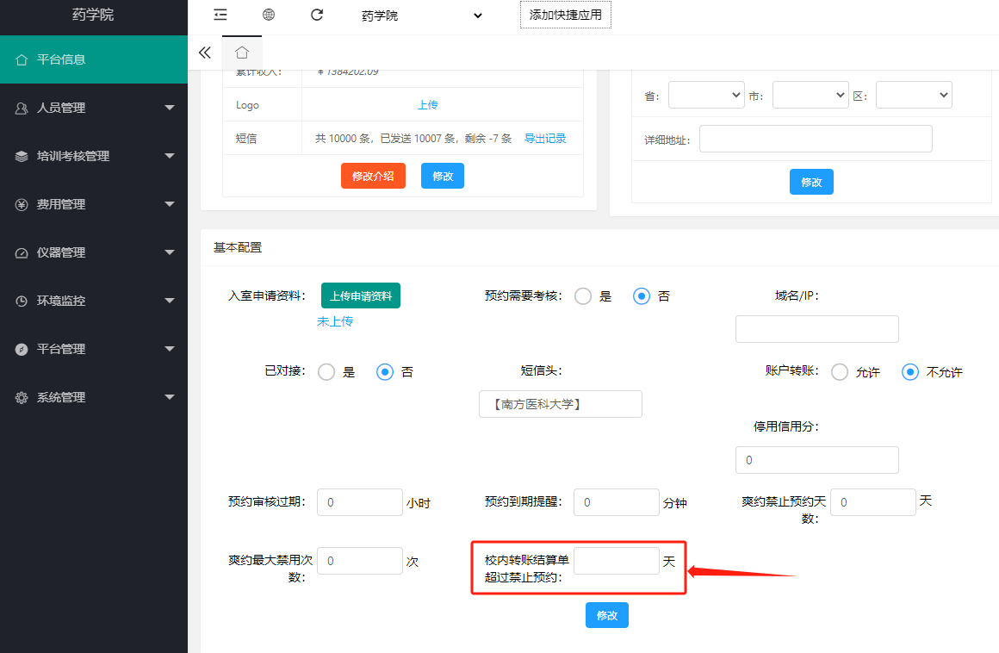 药学院
平台信息
人员管理
培训考核管理
费用管理
仪器管理
环境监控
平台管理
系统管理
药学院
添加快捷应用
累计收入: ¥ 1384202.09
Logo 上传
短信 共 10000 条，已发送 10007 条，剩余 -7 条 导出记录
修改介绍 修改
省: 市: 区:
详细地址:
修改
基本配置
入室申请资料: 上传申请资料
未上传
预约需要考核: 是 否
域名/IP:
已对接: 是 否
短信头:
【南方医科大学】
账户转账: 允许 不允许
停用信用分:
0
预约审核过期: 0 小时
预约到期提醒: 0 分钟
爽约禁止预约天
数: 0 天
爽约最大禁用次
数: 0 次
校内转账结算单
超过禁止预约: 天
修改